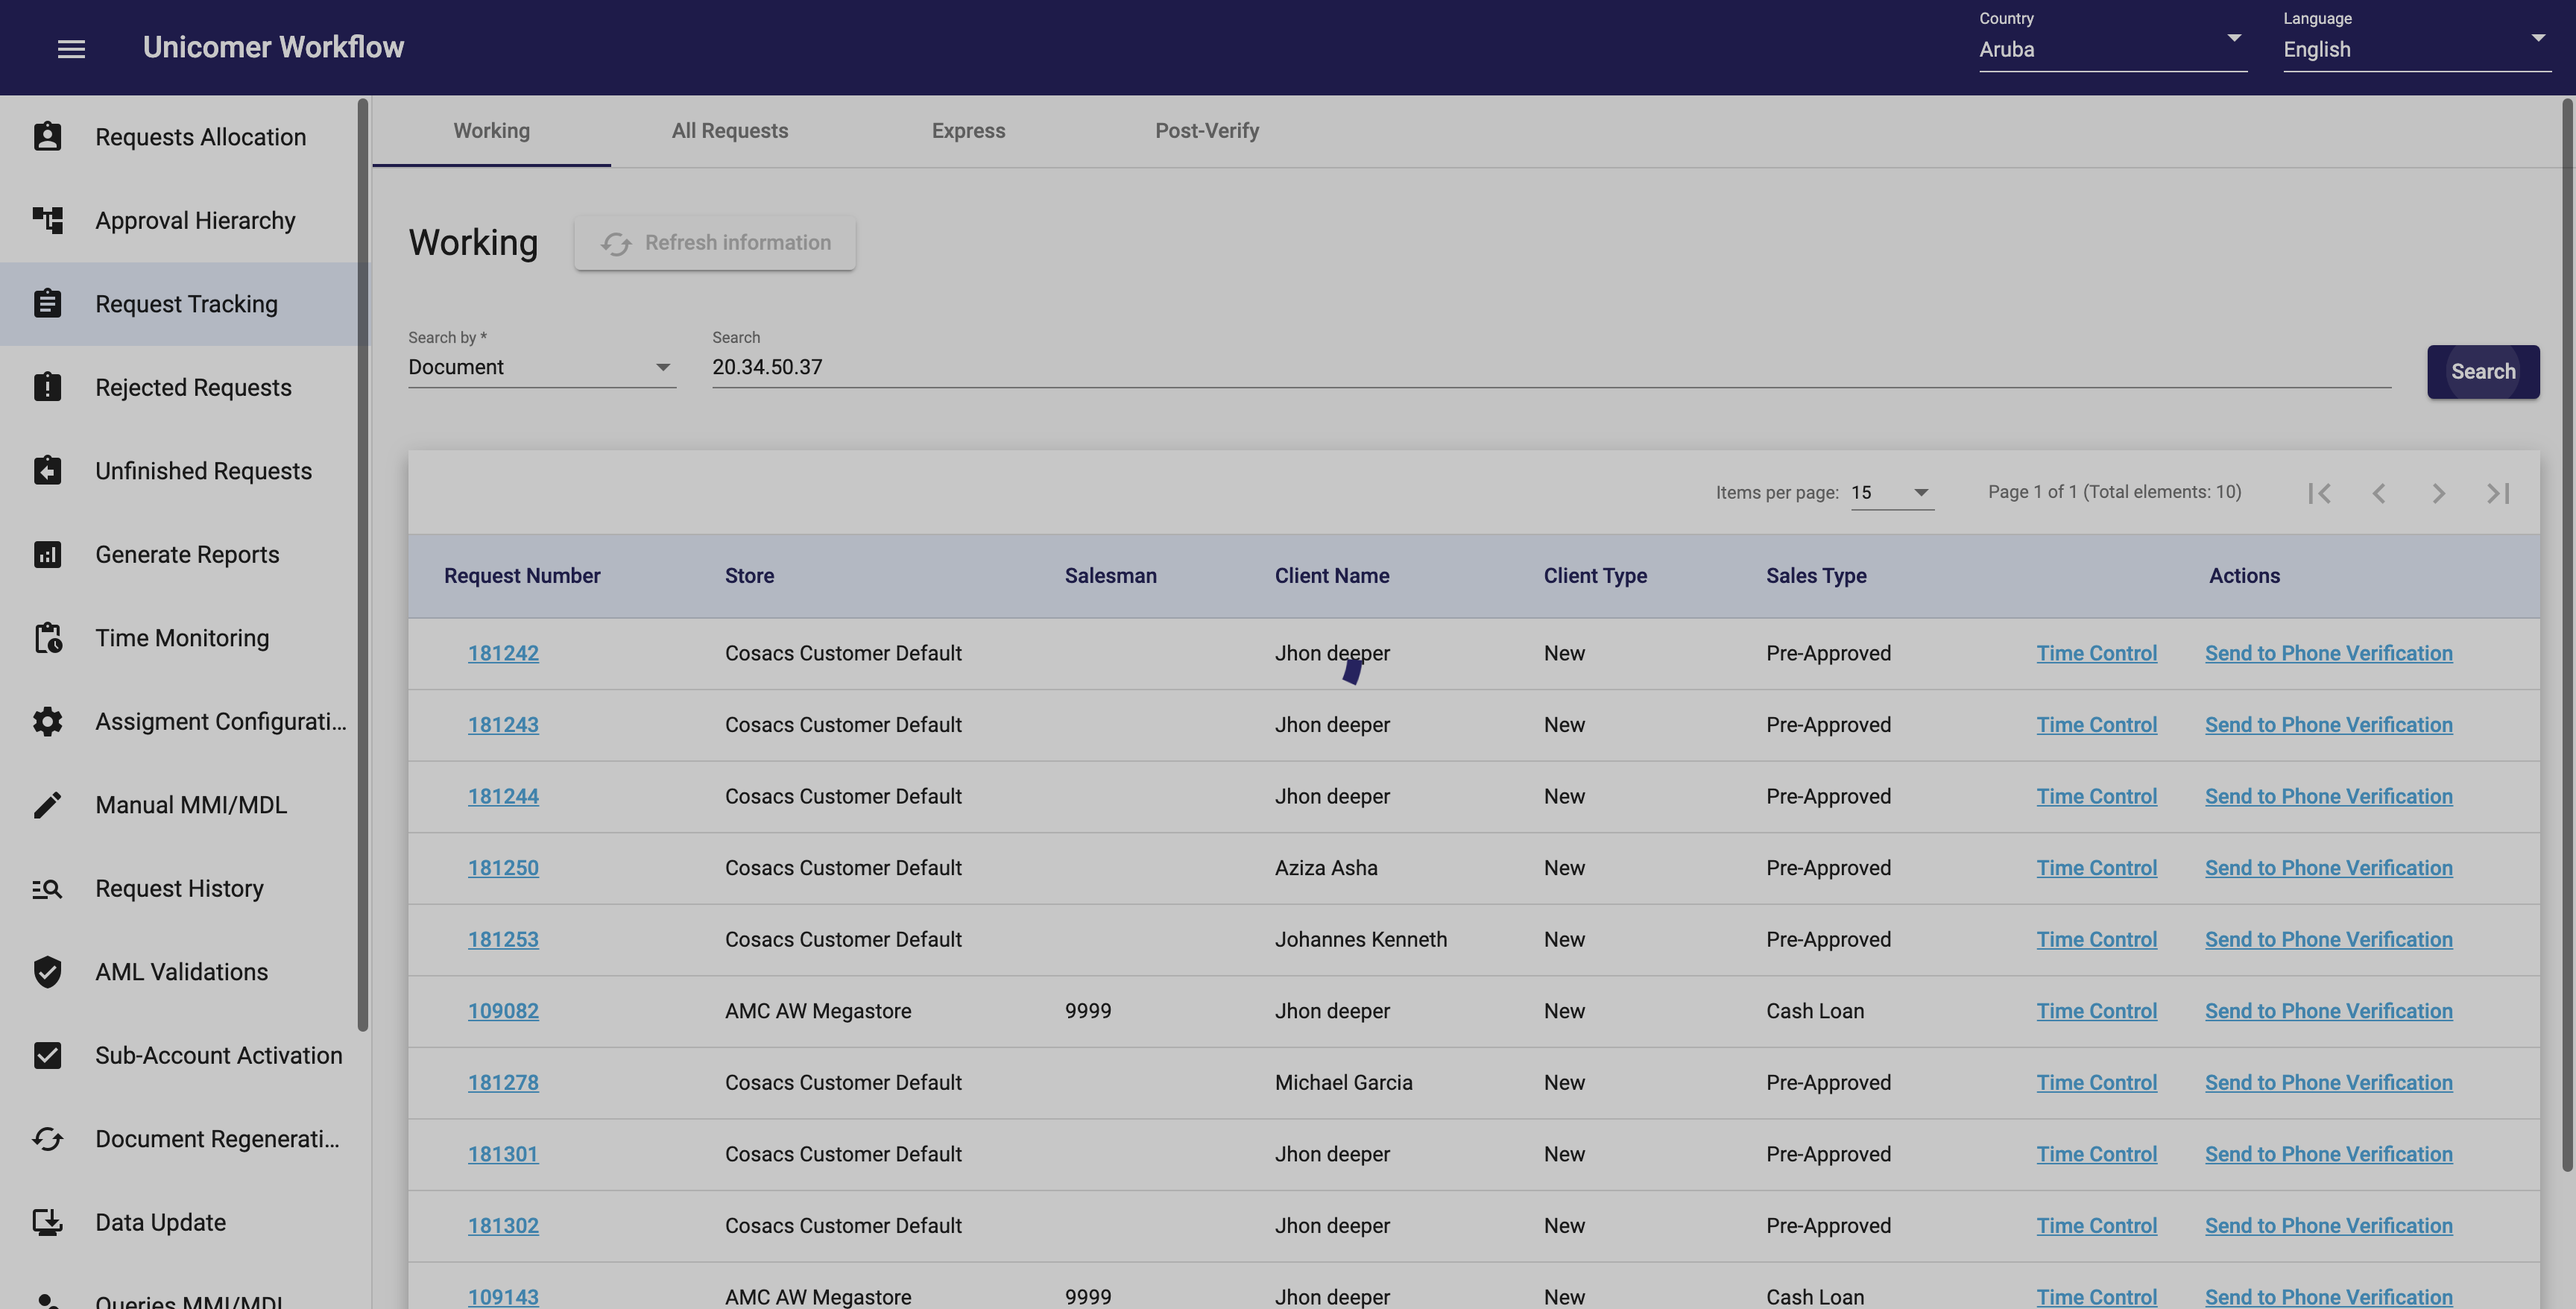 Unicomer Workflow
Country
Aruba
Language
English
Requests Allocation
Approval Hierarchy
Request Tracking
Rejected Requests
Unfinished Requests
Generate Reports
Time Monitoring
Assigment Configurati...
Manual MMI/MDL
Request History
AML Validations
Sub-Account Activation
Document Regenerati...
Data Update
Queries MMI/MDI
Working All Requests Express Post-Verify
Working Refresh information
Search by *
Document
Search
20.34.50.37
Search
Items per page: 15 Page 1 of 1 (Total elements: 10)
Request Number Store Salesman Client Name Client Type Sales Type Actions
181242 Cosacs Customer Default Jhon deeper New Pre-Approved Time Control Send to Phone Verification
181243 Cosacs Customer Default Jhon deeper New Pre-Approved Time Control Send to Phone Verification
181244 Cosacs Customer Default Jhon deeper New Pre-Approved Time Control Send to Phone Verification
181250 Cosacs Customer Default Aziza Asha New Pre-Approved Time Control Send to Phone Verification
181253 Cosacs Customer Default Johannes Kenneth New Pre-Approved Time Control Send to Phone Verification
109082 AMC AW Megastore 9999 Jhon deeper New Cash Loan Time Control Send to Phone Verification
181278 Cosacs Customer Default Michael Garcia New Pre-Approved Time Control Send to Phone Verification
181301 Cosacs Customer Default Jhon deeper New Pre-Approved Time Control Send to Phone Verification
181302 Cosacs Customer Default Jhon deeper New Pre-Approved Time Control Send to Phone Verification
109143 AMC AW Megastore 9999 Jhon deeper New Cash Loan Time Control Send to Phone Verification